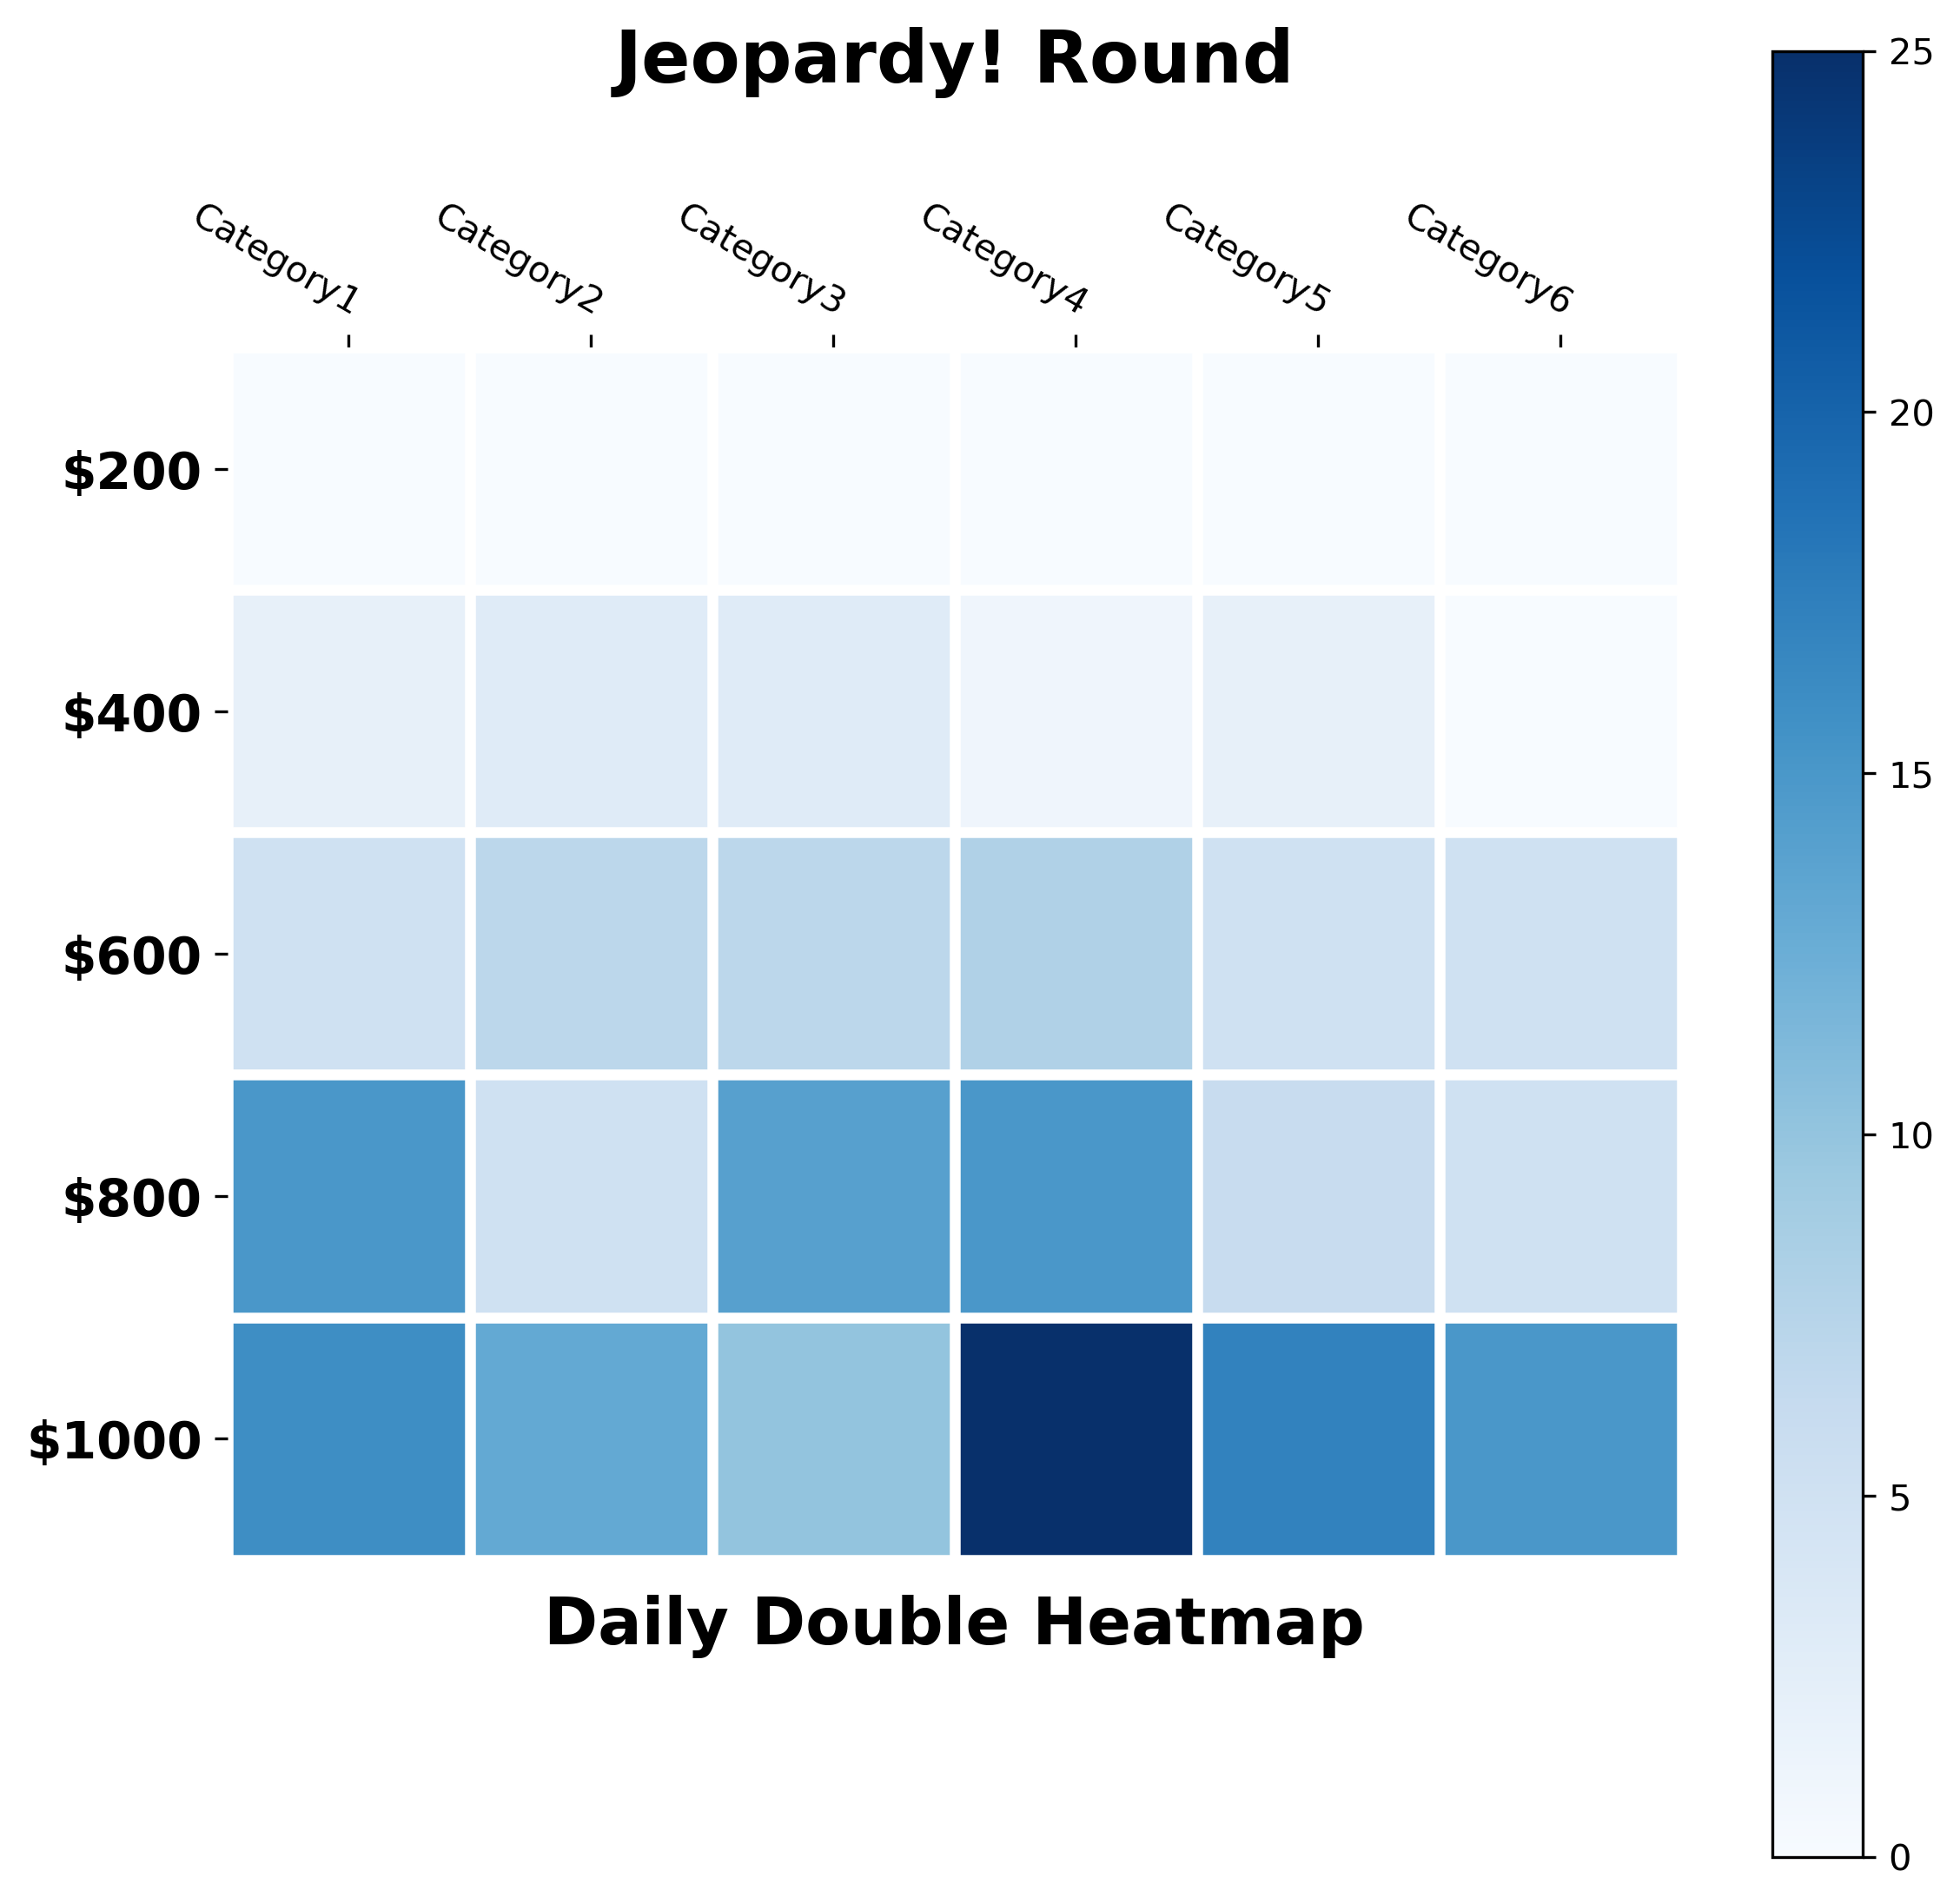 Jeopardy! Round
Category1
Category2
Category3
Category4
Category5
Category6
$200
$400
$600
$800
$1000
Daily Double Heatmap
25
20
15
10
5
0